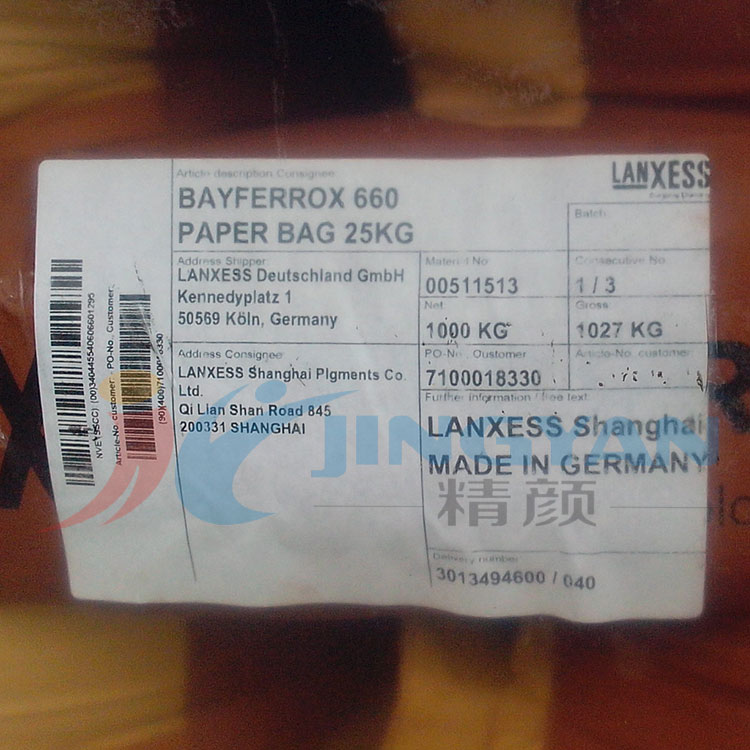 Article description Consignee
BAYFERROX 660
PAPER BAG 25KG
LANXESS
Batch
Address Shipper
LANXESS Deutschland GmbH
Kennedyplatz 1
50569 Köln, Germany
Material No
00511513
Consecutive No
1 / 3
Net
1000 KG
Gross
1027 KG
Address Consignee
LANXESS Shanghai PIgments Co.
Ltd.
Qi Lian Shan Road 845
200331 SHANGHAI
PO-No. Customer
7100018330
Article-No. customer
Further information / free text
LANXESS Shanghai
MADE IN GERMANY
Delivery number
3013494600 / 040
(00)340445540606601295
Article-No. customer PO-No. Customer
JINGYAN
精颜